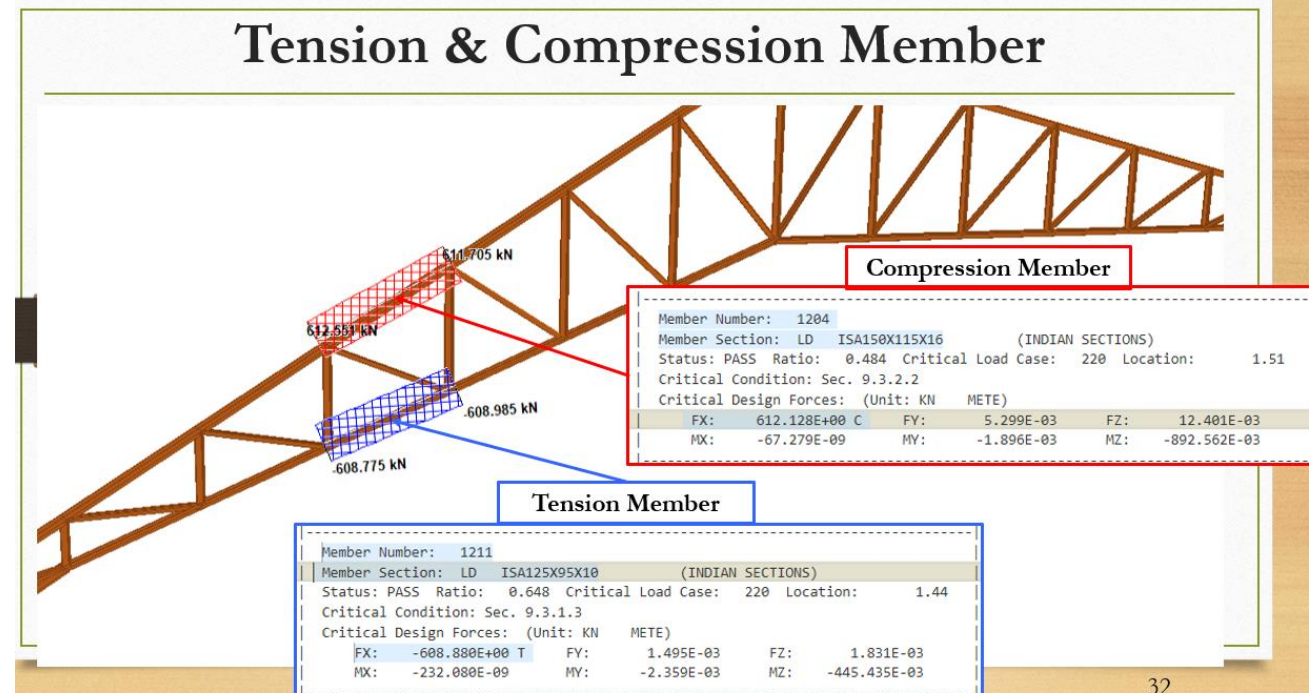 Tension & Compression Member
611.705 kN
612.551 kN
-608.985 kN
-608.775 kN
Compression Member
Member Number: 1204
Member Section: LD ISA150X115X16 (INDIAN SECTIONS)
Status: PASS Ratio: 0.484 Critical Load Case: 220 Location: 1.51
Critical Condition: Sec. 9.3.2.2
Critical Design Forces: (Unit: KN METE)
FX: 612.128E+00 C FY: 5.299E-03 FZ: 12.401E-03
MX: -67.279E-09 MY: -1.896E-03 MZ: -892.562E-03
Tension Member
Member Number: 1211
Member Section: LD ISA125X95X10 (INDIAN SECTIONS)
Status: PASS Ratio: 0.648 Critical Load Case: 220 Location: 1.44
Critical Condition: Sec. 9.3.1.3
Critical Design Forces: (Unit: KN METE)
FX: -608.880E+00 T FY: 1.495E-03 FZ: 1.831E-03
MX: -232.080E-09 MY: -2.359E-03 MZ: -445.435E-03
32